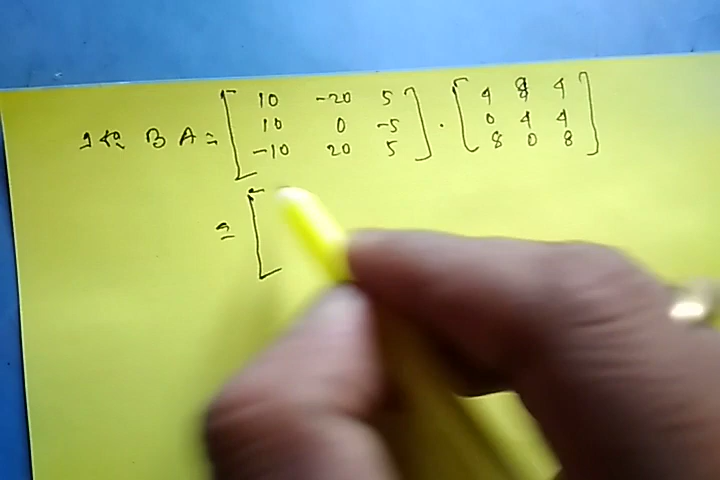 BA = [ 10 -20 5 ] . [ 4 8 4 ]
10 0 -5 0 4 4
-10 20 5 8 0 8
= [